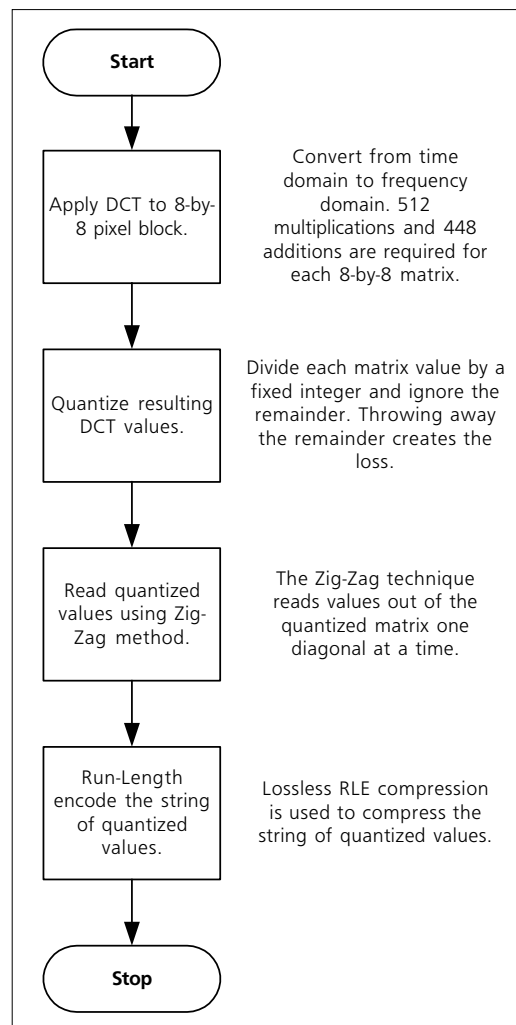 Start
Apply DCT to 8-by-
8 pixel block.
Convert from time
domain to frequency
domain. 512
multiplications and 448
additions are required for
each 8-by-8 matrix.
Quantize resulting
DCT values.
Divide each matrix value by a
fixed integer and ignore the
remainder. Throwing away
the remainder creates the
loss.
Read quantized
values using Zig-
Zag method.
The Zig-Zag technique
reads values out of the
quantized matrix one
diagonal at a time.
Run-Length
encode the string
of quantized
values.
Lossless RLE compression
is used to compress the
string of quantized values.
Stop